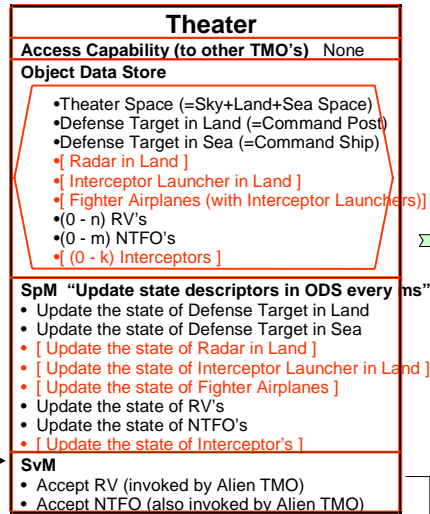 Theater
Access Capability (to other TMO's) None
Object Data Store
•Theater Space (=Sky+Land+Sea Space)
•Defense Target in Land (=Command Post)
•Defense Target in Sea (=Command Ship)
•[ Radar in Land ]
•[ Interceptor Launcher in Land ]
•[ Fighter Airplanes (with Interceptor Launchers)]
•(0 - n) RV's
•(0 - m) NTFO's
•[ (0 - k) Interceptors ]
SpM "Update state descriptors in ODS every ms"
• Update the state of Defense Target in Land
• Update the state of Defense Target in Sea
• [ Update the state of Radar in Land ]
• [ Update the state of Interceptor Launcher in Land ]
• [ Update the state of Fighter Airplanes ]
• Update the state of RV's
• Update the state of NTFO's
• [ Update the state of Interceptor's ]
SvM
• Accept RV (invoked by Alien TMO)
• Accept NTFO (also invoked by Alien TMO)